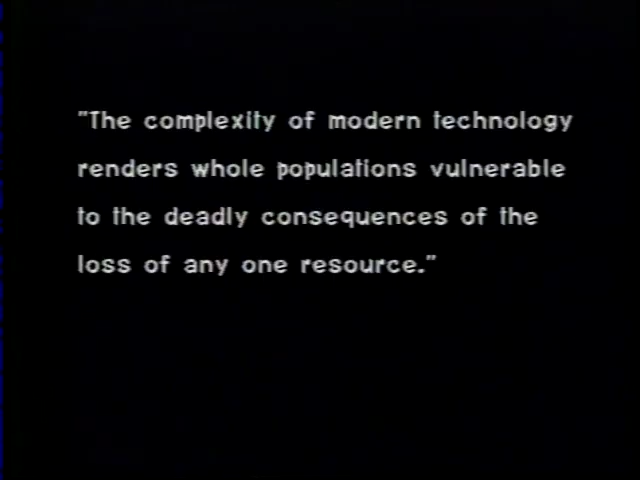 "The complexity of modern technology
renders whole populations vulnerable
to the deadly consequences of the
loss of any one resource."